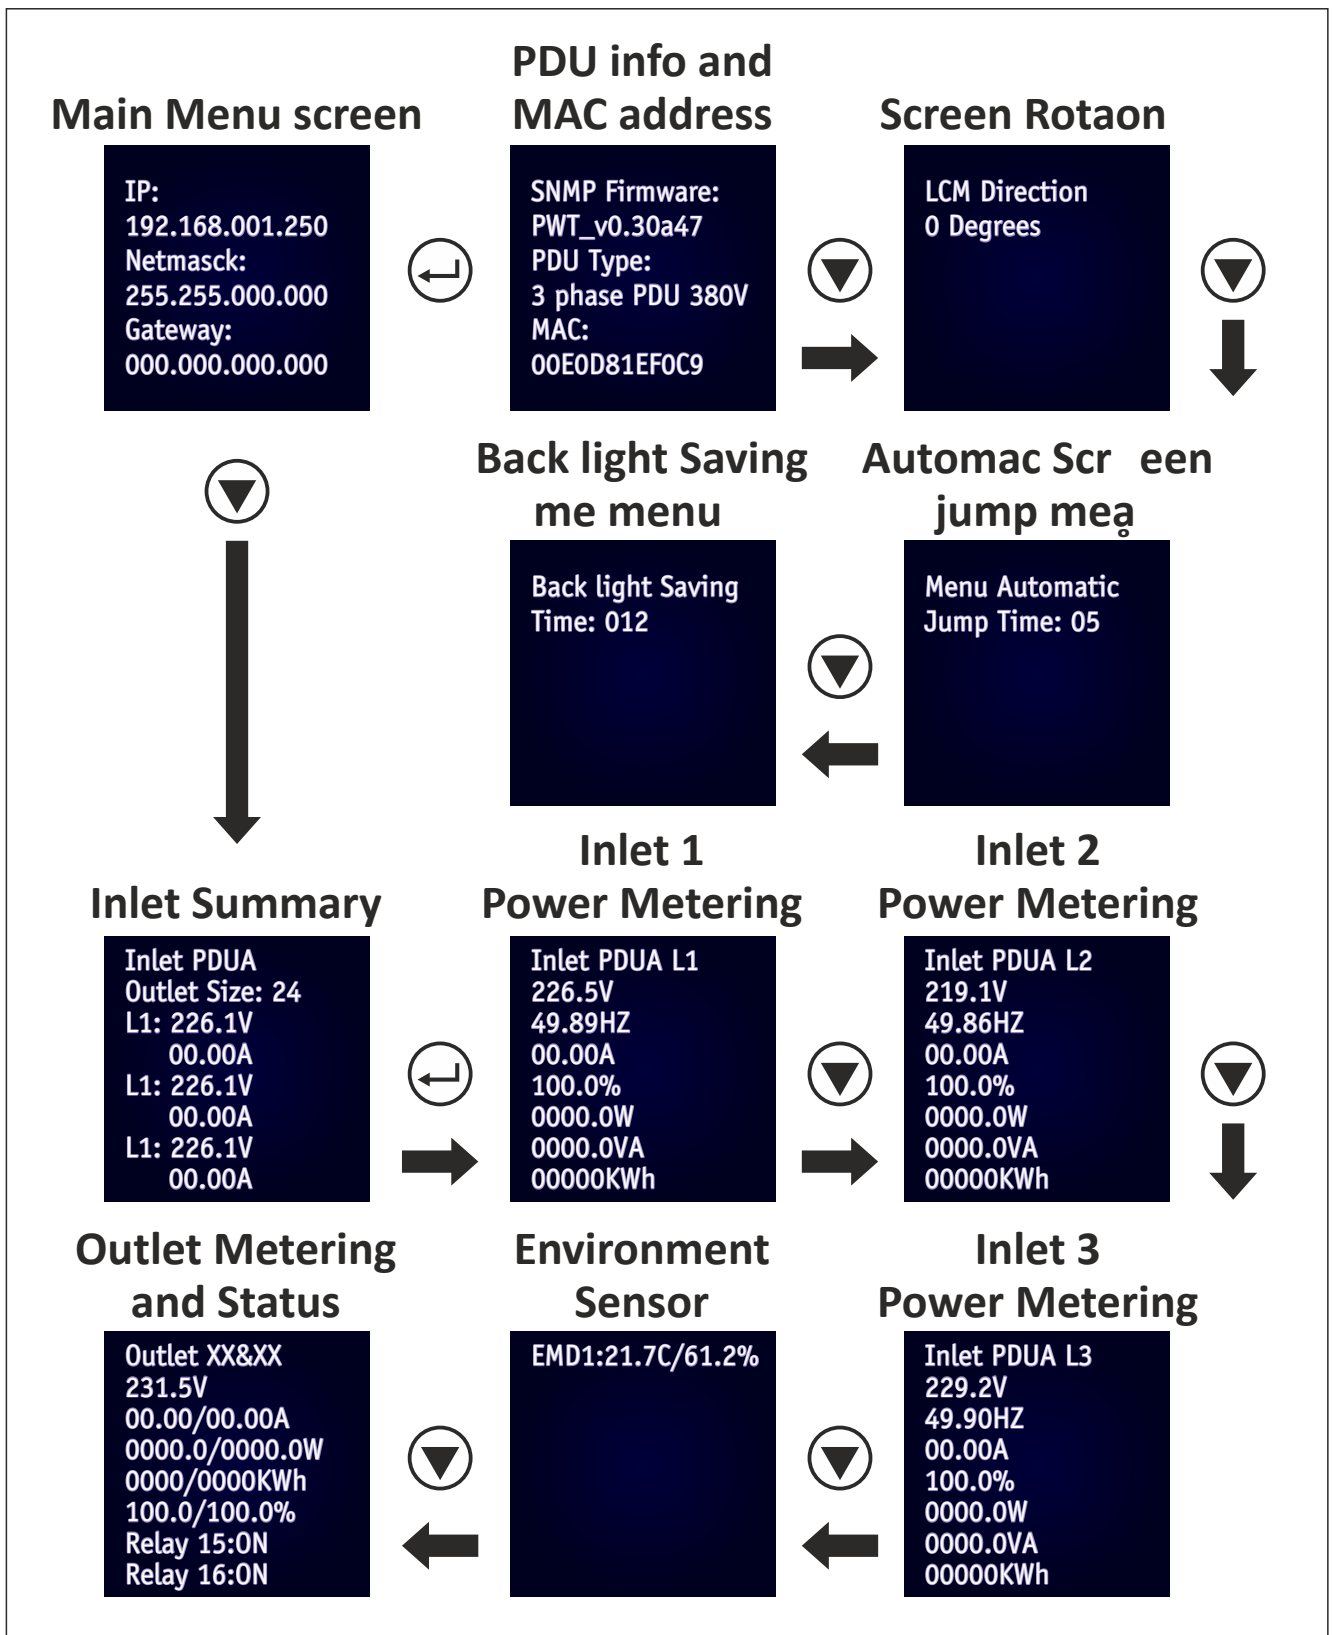 Main Menu screen
IP:
192.168.001.250
Netmasck:
255.255.000.000
Gateway:
000.000.000.000
PDU info and
MAC address
SNMP Firmware:
PWT_v0.30a47
PDU Type:
3 phase PDU 380V
MAC:
00E0D81EF0C9
Screen Rotaon
LCM Direction
0 Degrees
Back light Saving
me menu
Back light Saving
Time: 012
Automac Scr een
jump meą
Menu Automatic
Jump Time: 05
Inlet Summary
Inlet PDUA
Outlet Size: 24
L1: 226.1V
00.00A
L1: 226.1V
00.00A
L1: 226.1V
00.00A
Inlet 1
Power Metering
Inlet PDUA L1
226.5V
49.89HZ
00.00A
100.0%
0000.0W
0000.0VA
00000KWh
Inlet 2
Power Metering
Inlet PDUA L2
219.1V
49.86HZ
00.00A
100.0%
0000.0W
0000.0VA
00000KWh
Outlet Metering
and Status
Outlet XX&XX
231.5V
00.00/00.00A
0000.0/0000.0W
0000/0000KWh
100.0/100.0%
Relay 15:ON
Relay 16:ON
Environment
Sensor
EMD1:21.7C/61.2%
Inlet 3
Power Metering
Inlet PDUA L3
229.2V
49.90HZ
00.00A
100.0%
0000.0W
0000.0VA
00000KWh